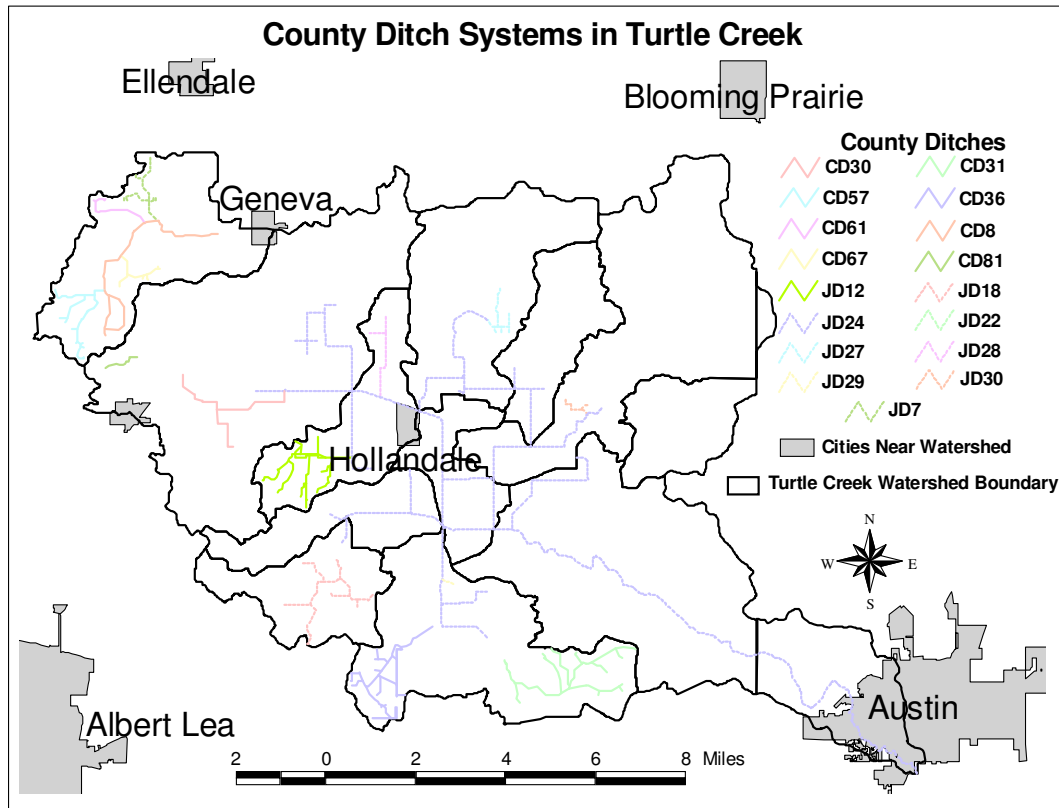 County Ditch Systems in Turtle Creek
Ellendale
Blooming Prairie
County Ditches
CD30
CD31
CD57
CD36
CD61
CD8
CD67
CD81
JD12
JD18
JD24
JD22
JD27
JD28
JD29
JD30
JD7
Cities Near Watershed
Turtle Creek Watershed Boundary
Geneva
Hollandale
N
W
E
S
Albert Lea
Austin
2 0 2 4 6 8 Miles